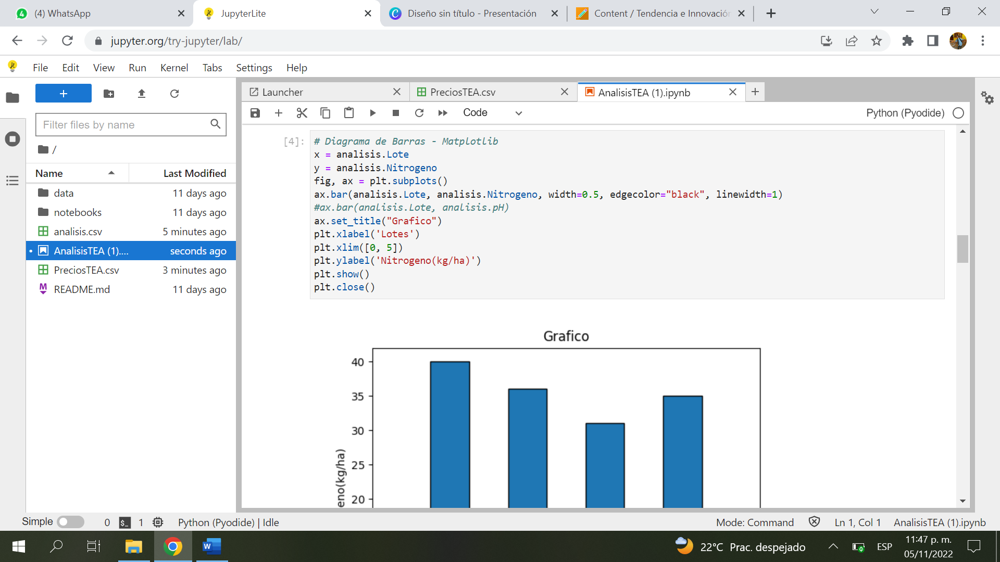 (4) WhatsApp
JupyterLite
Diseño sin título - Presentación
Content / Tendencia e Innovación
jupyter.org/try-jupyter/lab/
File Edit View Run Kernel Tabs Settings Help
Launcher
PreciosTEA.csv
AnalisisTEA (1).ipynb
Code
Python (Pyodide)
Filter files by name
/
Name Last Modified
data 11 days ago
notebooks 11 days ago
analisis.csv 5 minutes ago
AnalisisTEA (1).... seconds ago
PreciosTEA.csv 3 minutes ago
README.md 11 days ago
[4]:
# Diagrama de Barras - Matplotlib
x = analisis.Lote
y = analisis.Nitrogeno
fig, ax = plt.subplots()
ax.bar(analisis.Lote, analisis.Nitrogeno, width=0.5, edgecolor="black", linewidth=1)
#ax.bar(analisis.Lote, analisis.pH)
ax.set_title("Grafico")
plt.xlabel('Lotes')
plt.xlim([0, 5])
plt.ylabel('Nitrogeno(kg/ha)')
plt.show()
plt.close()
Grafico
40
35
30
25
20
eno(kg/ha)
Simple 0 $_ 1 Python (Pyodide) | Idle
Mode: Command Ln 1, Col 1 AnalisisTEA (1).ipynb
22°C Prac. despejado
ESP
11:47 p. m.
05/11/2022